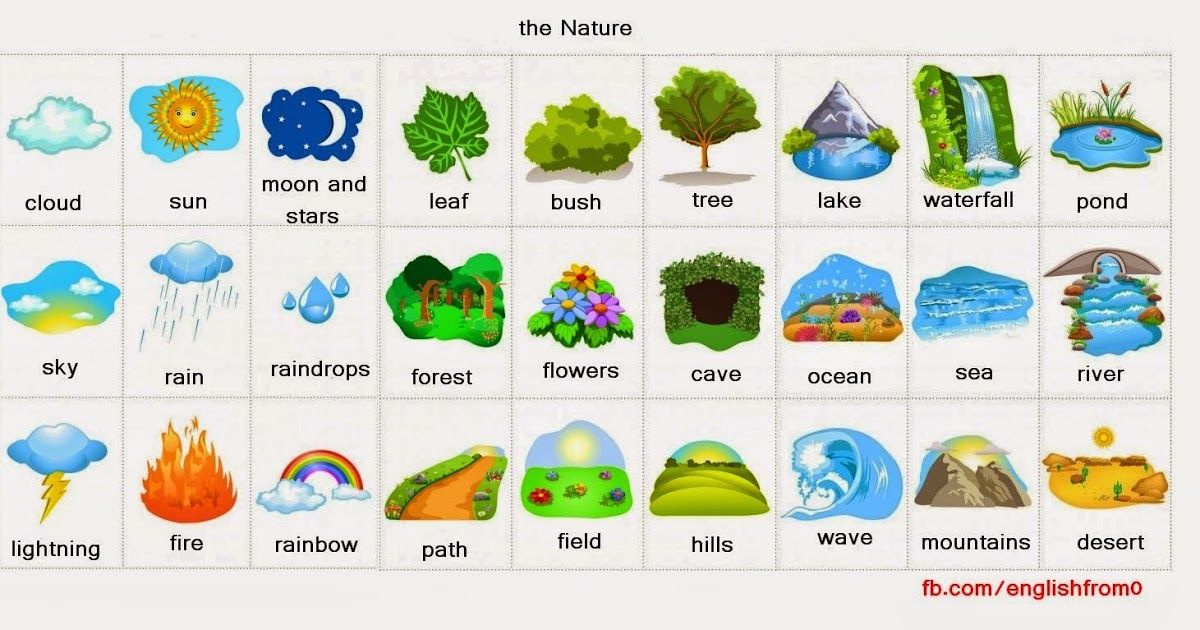 the Nature
cloud
sun
moon and
stars
leaf
bush
tree
lake
waterfall
pond
sky
rain
raindrops
forest
flowers
cave
ocean
sea
river
lightning
fire
rainbow
path
field
hills
wave
mountains
desert
fb.com/englishfrom0